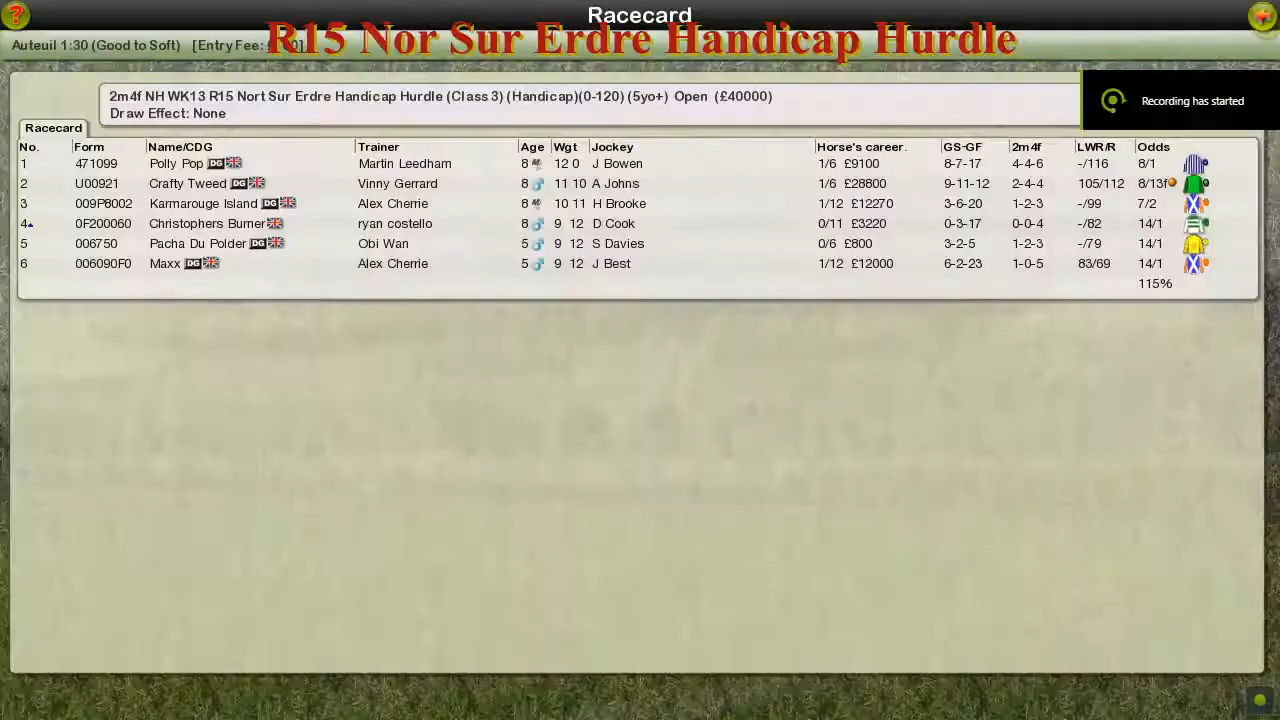 Racecard
R15 Nor Sur Erdre Handicap Hurdle
Auteuil 1:30 (Good to Soft) [Entry Fee:
2m4f NH WK13 R15 Nort Sur Erdre Handicap Hurdle (Class 3) (Handicap)(0-120) (5yo+) Open (£40000)
Draw Effect: None
Recording has started
Racecard
No. Form Name/CDG Trainer Age Wgt Jockey Horse's career. GS-GF 2m4f LWR/R Odds
1 471099 Polly Pop DG Martin Leedham 8 12 0 J Bowen 1/6 £9100 8-7-17 4-4-6 -/116 8/1
2 U00921 Crafty Tweed DG Vinny Gerrard 8 11 10 A Johns 1/6 £28800 9-11-12 2-4-4 105/112 8/13f
3 009P8002 Karmarouge Island DG Alex Cherrie 8 10 11 H Brooke 1/12 £12270 3-6-20 1-2-3 -/99 7/2
4 0F200060 Christophers Burner ryan costello 8 9 12 D Cook 0/11 £3220 0-3-17 0-0-4 -/82 14/1
5 006750 Pacha Du Polder DG Obi Wan 5 9 12 S Davies 0/6 £800 3-2-5 1-2-3 -/79 14/1
6 006090F0 Maxx DG Alex Cherrie 5 9 12 J Best 1/12 £12000 6-2-23 1-0-5 83/69 14/1
115%